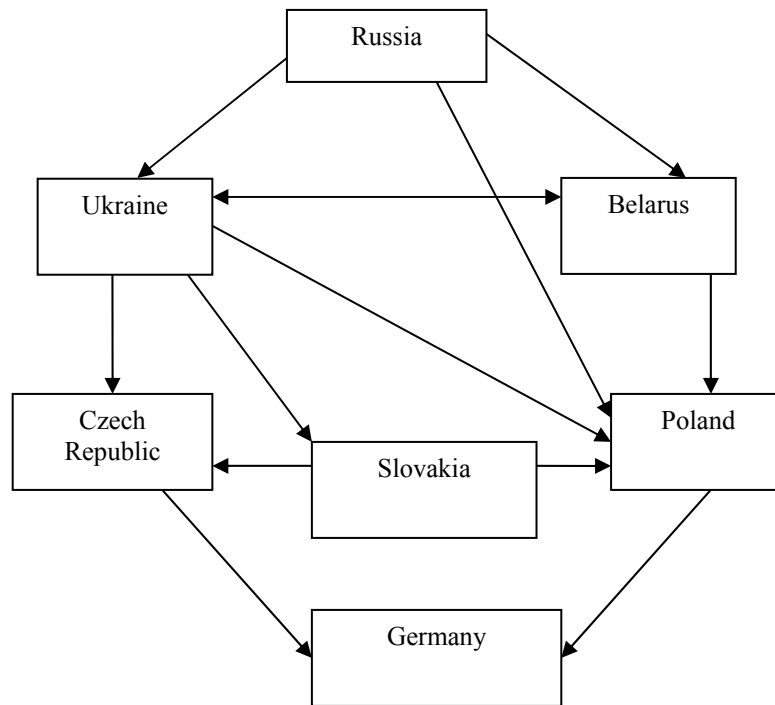 Russia
Ukraine
Belarus
Czech
Republic
Poland
Slovakia
Germany